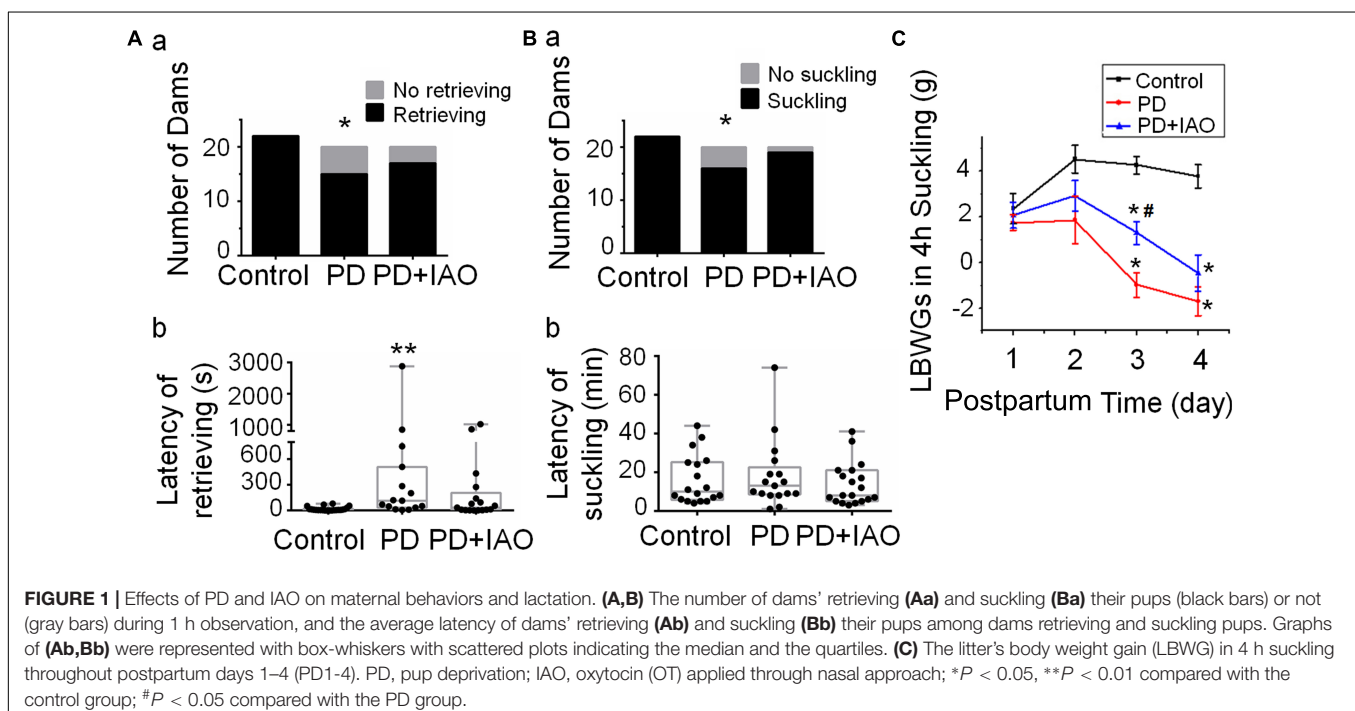 A a
No retrieving
Retrieving
Number of Dams
20
10
0
*
Control PD PD+IAO
b
Latency of
retrieving (s)
3000
2000
1000
600
300
0
**
Control PD PD+IAO
B a
No suckling
Suckling
Number of Dams
20
10
0
*
Control PD PD+IAO
b
Latency of
suckling (min)
80
60
40
20
0
Control PD PD+IAO
C
Control
PD
PD+IAO
LBWGs in 4h Suckling (g)
4
2
0
-2
*#
*
*
*
1 2 3 4
Postpartum Time (day)
FIGURE 1 | Effects of PD and IAO on maternal behaviors and lactation. (A,B) The number of dams' retrieving (Aa) and suckling (Ba) their pups (black bars) or not
(gray bars) during 1 h observation, and the average latency of dams' retrieving (Ab) and suckling (Bb) their pups among dams retrieving and suckling pups. Graphs
of (Ab,Bb) were represented with box-whiskers with scattered plots indicating the median and the quartiles. (C) The litter's body weight gain (LBWG) in 4 h suckling
throughout postpartum days 1–4 (PD1-4). PD, pup deprivation; IAO, oxytocin (OT) applied through nasal approach; *P < 0.05, **P < 0.01 compared with the
control group; #P < 0.05 compared with the PD group.